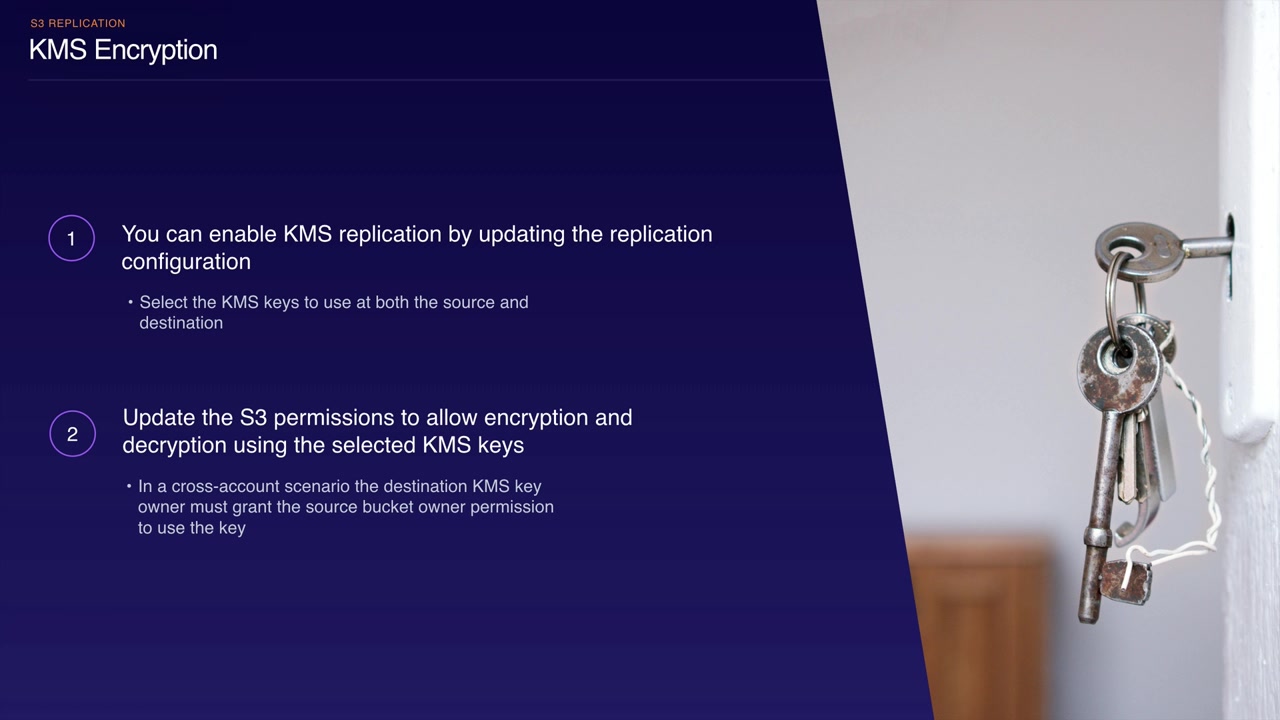 S3 REPLICATION
KMS Encryption
1
You can enable KMS replication by updating the replication
configuration
• Select the KMS keys to use at both the source and
destination
2
Update the S3 permissions to allow encryption and
decryption using the selected KMS keys
• In a cross-account scenario the destination KMS key
owner must grant the source bucket owner permission
to use the key